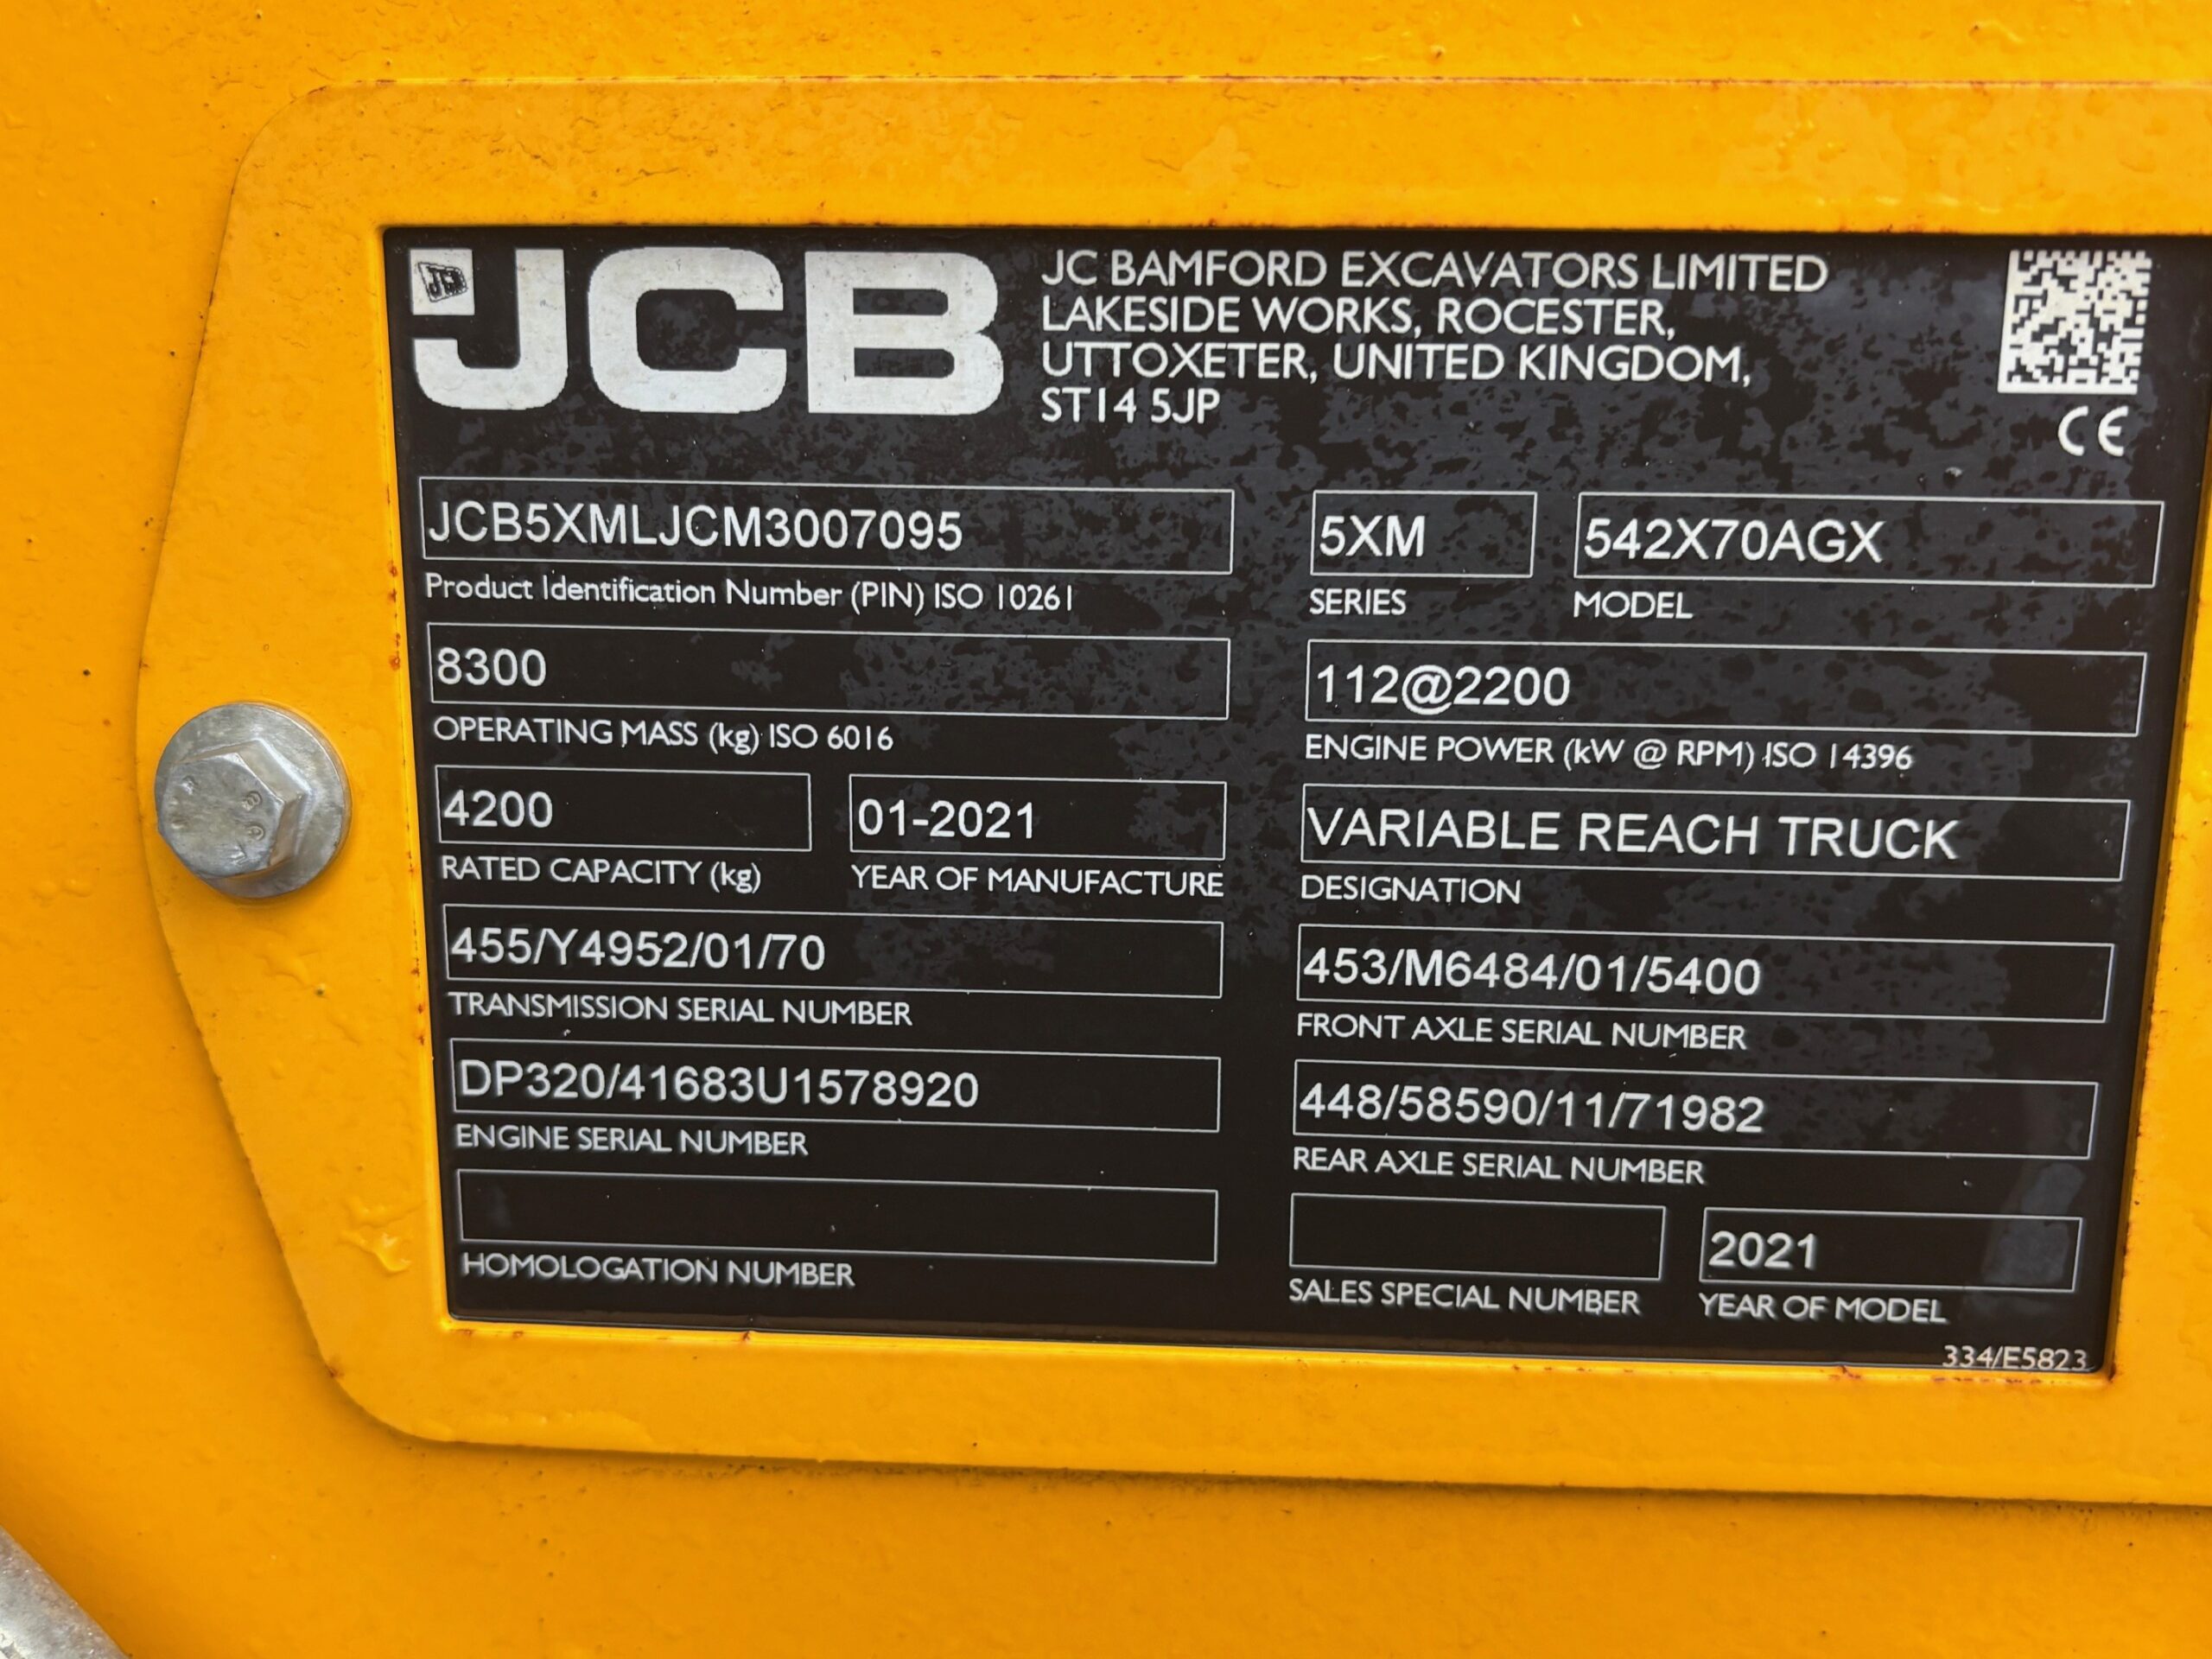 JCB
JCB
JC BAMFORD EXCAVATORS LIMITED
LAKESIDE WORKS, ROCESTER,
UTTOXETER, UNITED KINGDOM,
ST14 5JP
CE
JCB5XMLJCM3007095
Product Identification Number (PIN) ISO 10261
5XM
SERIES
542X70AGX
MODEL
8300
OPERATING MASS (kg) ISO 6016
112@2200
ENGINE POWER (kW @ RPM) ISO 14396
4200
RATED CAPACITY (kg)
01-2021
YEAR OF MANUFACTURE
VARIABLE REACH TRUCK
DESIGNATION
455/Y4952/01/70
TRANSMISSION SERIAL NUMBER
453/M6484/01/5400
FRONT AXLE SERIAL NUMBER
DP320/41683U1578920
ENGINE SERIAL NUMBER
448/58590/11/71982
REAR AXLE SERIAL NUMBER
HOMOLOGATION NUMBER
SALES SPECIAL NUMBER
2021
YEAR OF MODEL
334/E5823